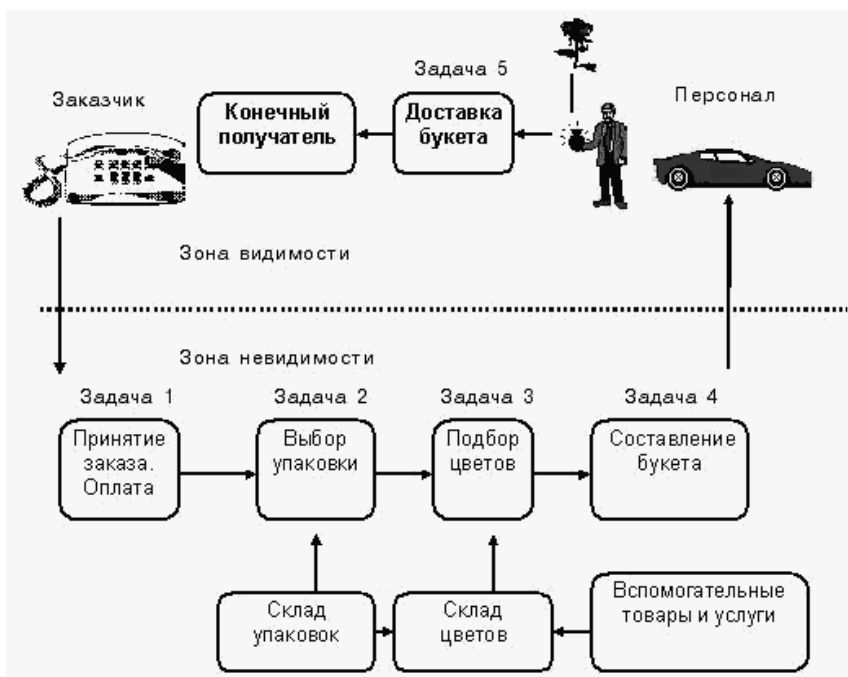 Задача 5
Заказчик
Персонал
Конечный
получатель
Доставка
букета
Зона видимости
Зона невидимости
Задача 1
Задача 2
Задача 3
Задача 4
Принятие
заказа.
Оплата
Выбор
упаковки
Подбор
цветов
Составление
букета
Склад
упаковок
Склад
цветов
Вспомогательные
товары и услуги